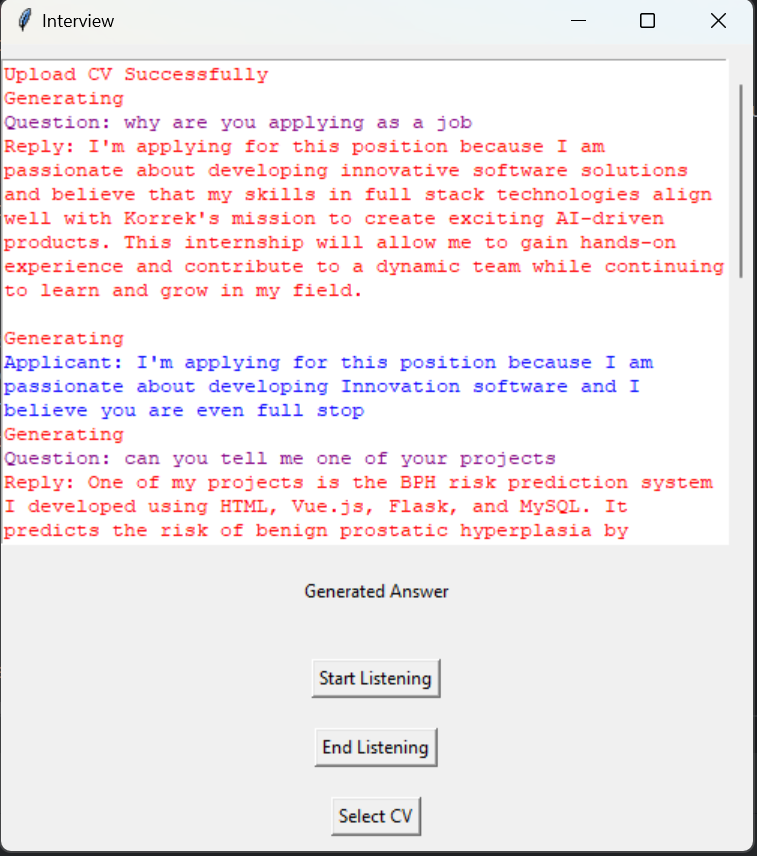 Interview
Upload CV Successfully
Generating
Question: why are you applying as a job
Reply: I'm applying for this position because I am
passionate about developing innovative software solutions
and believe that my skills in full stack technologies align
well with Korrek's mission to create exciting AI-driven
products. This internship will allow me to gain hands-on
experience and contribute to a dynamic team while continuing
to learn and grow in my field.
Generating
Applicant: I'm applying for this position because I am
passionate about developing Innovation software and I
believe you are even full stop
Generating
Question: can you tell me one of your projects
Reply: One of my projects is the BPH risk prediction system
I developed using HTML, Vue.js, Flask, and MySQL. It
predicts the risk of benign prostatic hyperplasia by
Generated Answer
Start Listening
End Listening
Select CV